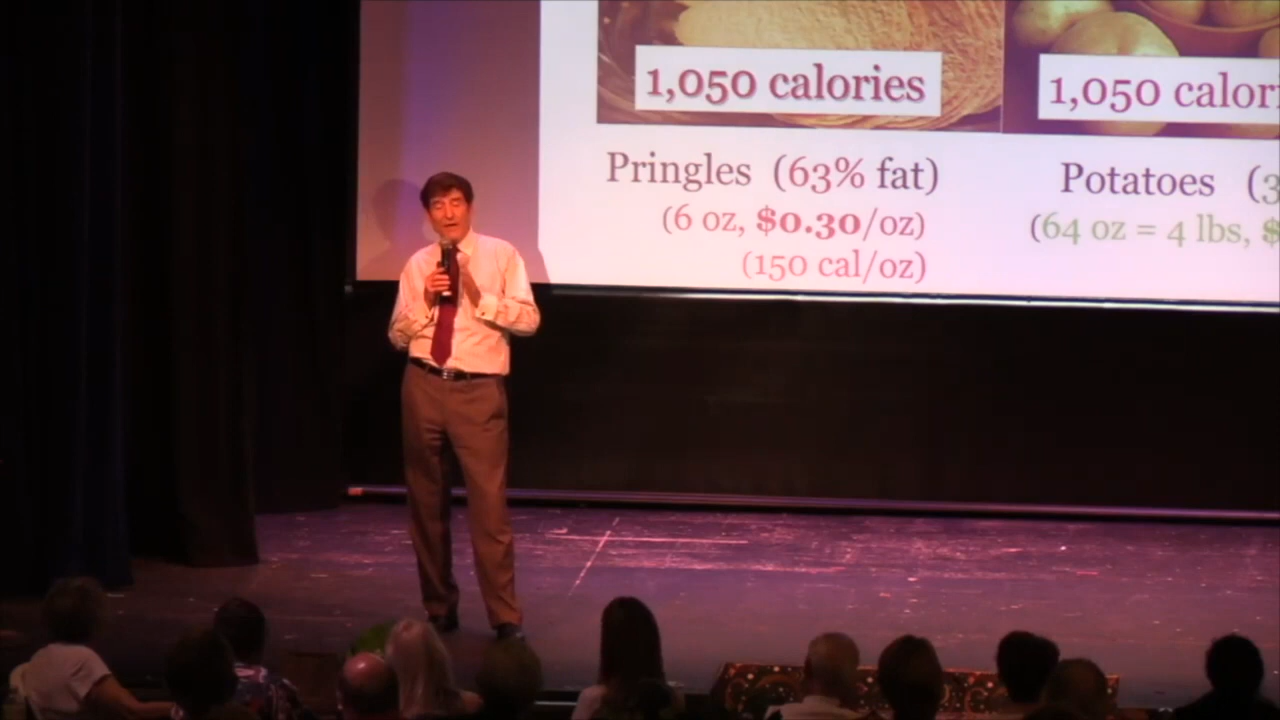 1,050 calories
1,050 calor
Pringles (63% fat)
Potatoes (3
(6 oz, $0.30/oz)
(64 oz = 4 lbs, $
(150 cal/oz)